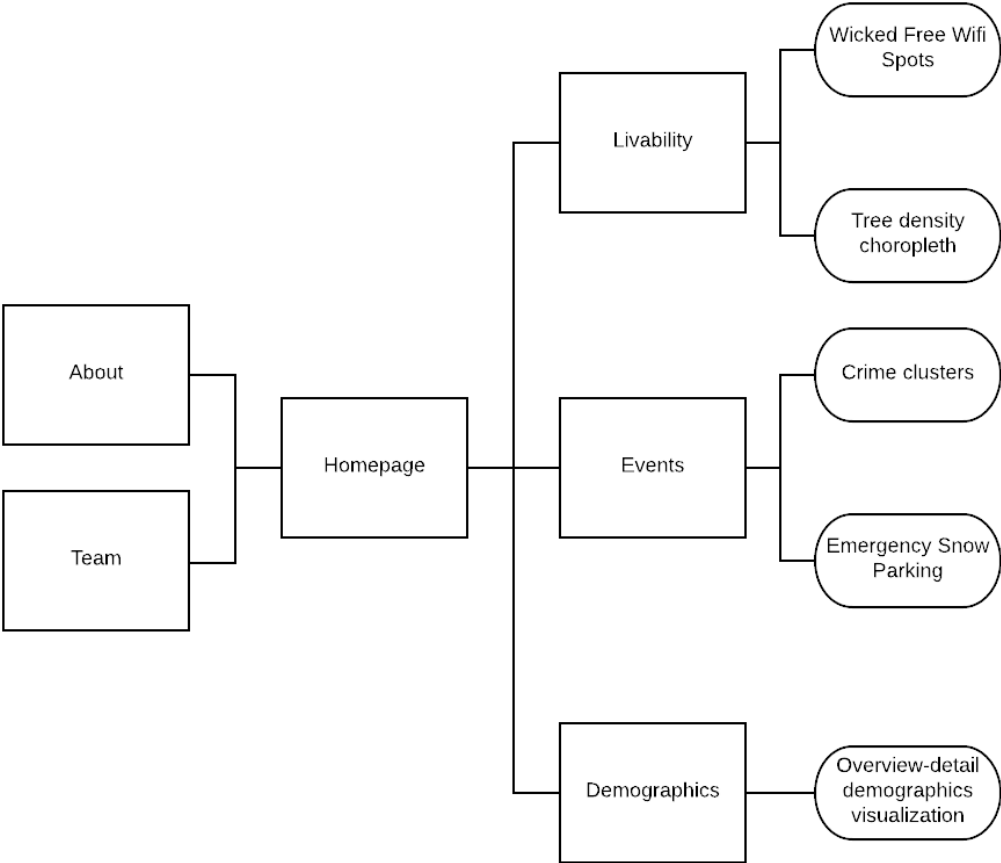 Wicked Free Wifi
Spots
Livability
Tree density
choropleth
About
Crime clusters
Homepage
Events
Team
Emergency Snow
Parking
Demographics
Overview-detail
demographics
visualization